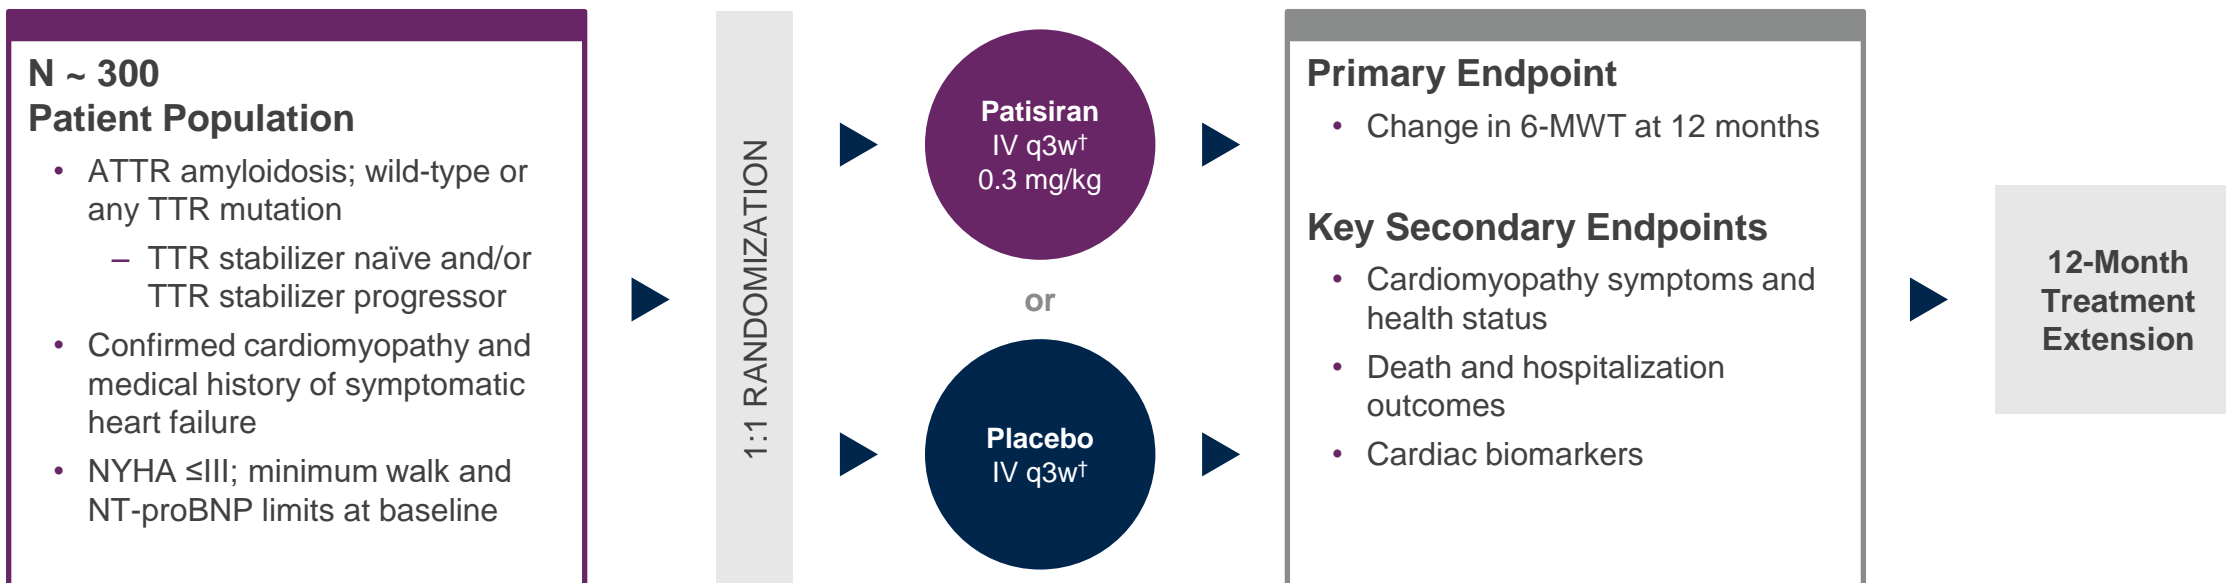 N ~ 300
Patient Population
• ATTR amyloidosis; wild-type or
any TTR mutation
– TTR stabilizer naïve and/or
TTR stabilizer progressor
• Confirmed cardiomyopathy and
medical history of symptomatic
heart failure
• NYHA ≤III; minimum walk and
NT-proBNP limits at baseline
1:1 RANDOMIZATION
Patisiran
IV q3w†
0.3 mg/kg
or
Placebo
IV q3w†
Primary Endpoint
• Change in 6-MWT at 12 months
Key Secondary Endpoints
• Cardiomyopathy symptoms and
health status
• Death and hospitalization
outcomes
• Cardiac biomarkers
12-Month
Treatment
Extension